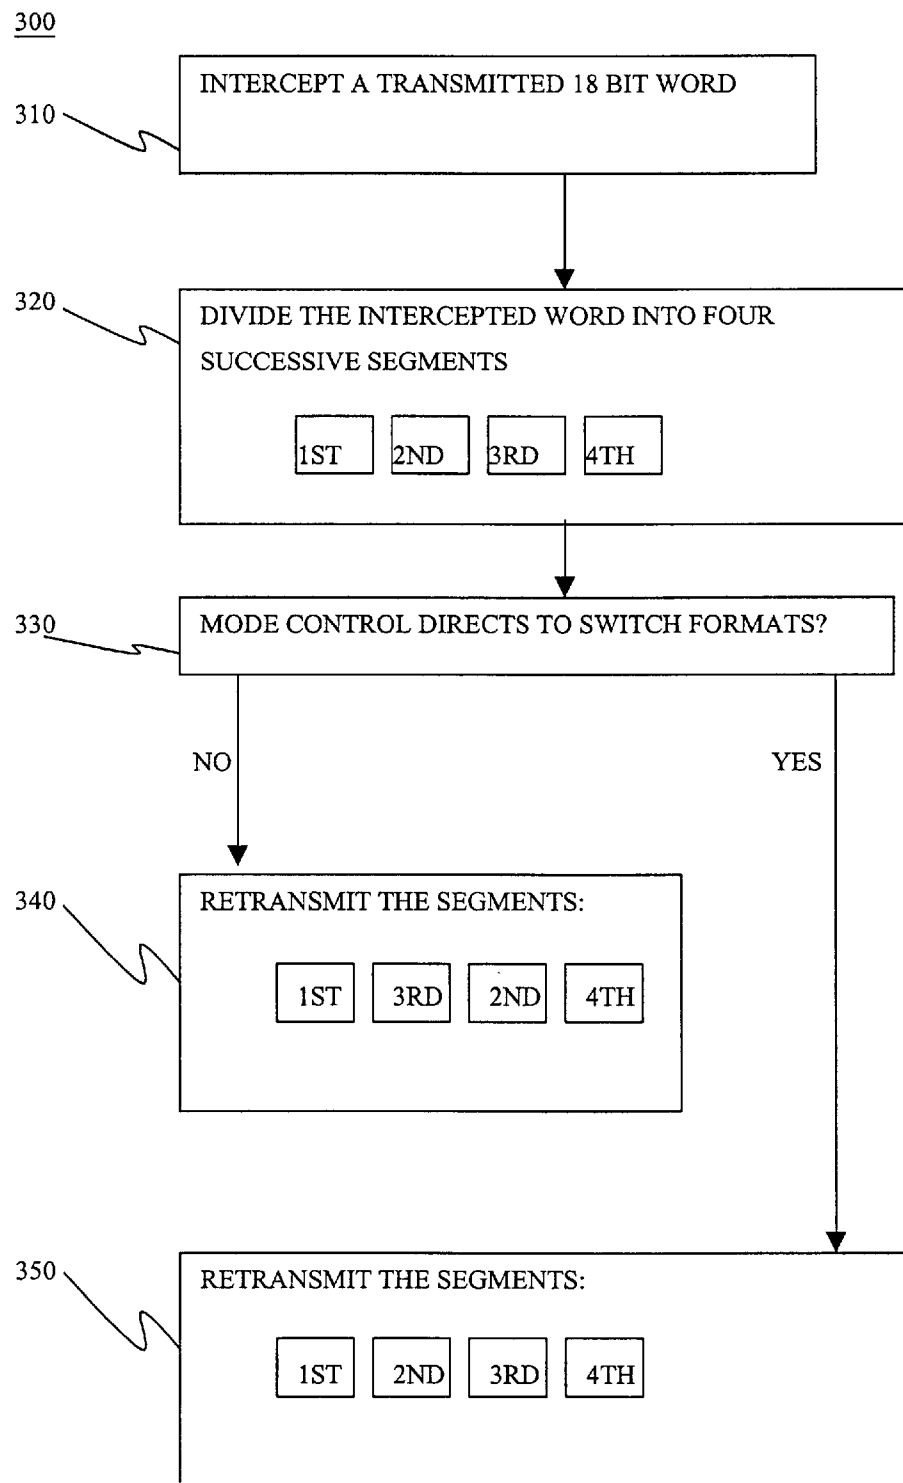 300
INTERCEPT A TRANSMITTED 18 BIT WORD
310
320
DIVIDE THE INTERCEPTED WORD INTO FOUR
SUCCESSIVE SEGMENTS
1ST 2ND 3RD 4TH
330
MODE CONTROL DIRECTS TO SWITCH FORMATS?
NO YES
340
RETRANSMIT THE SEGMENTS:
1ST 3RD 2ND 4TH
350
RETRANSMIT THE SEGMENTS:
1ST 2ND 3RD 4TH